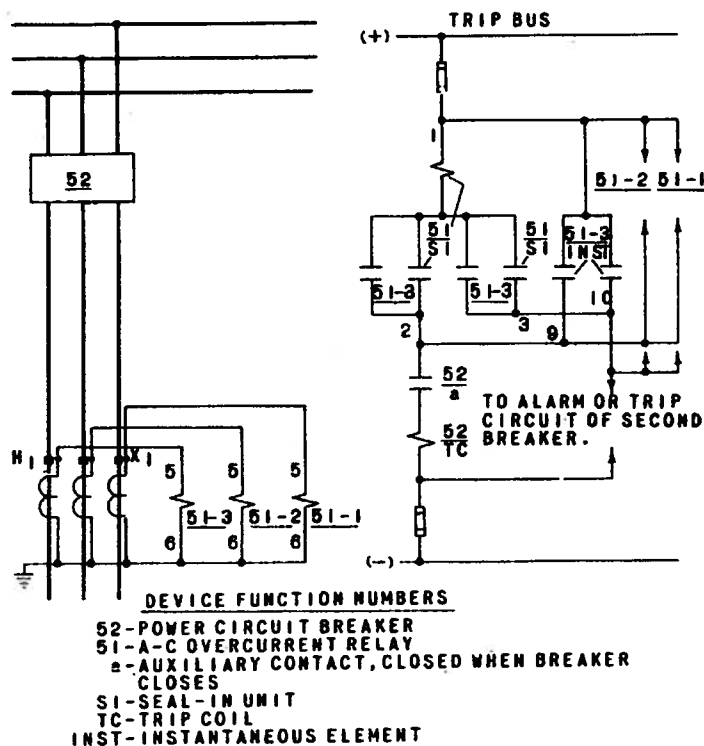 TRIP BUS
(+)
1
52
51-2 51-1
51
SI
51
SI
51-3
INST
51-3
51-3
10
2
3
9
52
a
TO ALARM OR TRIP
CIRCUIT OF SECOND
BREAKER.
52
TC
H1
X1
5
5
5
51-3
51-2
51-1
6
6
6
(-)
DEVICE FUNCTION NUMBERS
52-POWER CIRCUIT BREAKER
51-A-C OVERCURRENT RELAY
a-AUXILIARY CONTACT, CLOSED WHEN BREAKER
CLOSES
SI-SEAL-IN UNIT
TC-TRIP COIL
INST-INSTANTANEOUS ELEMENT